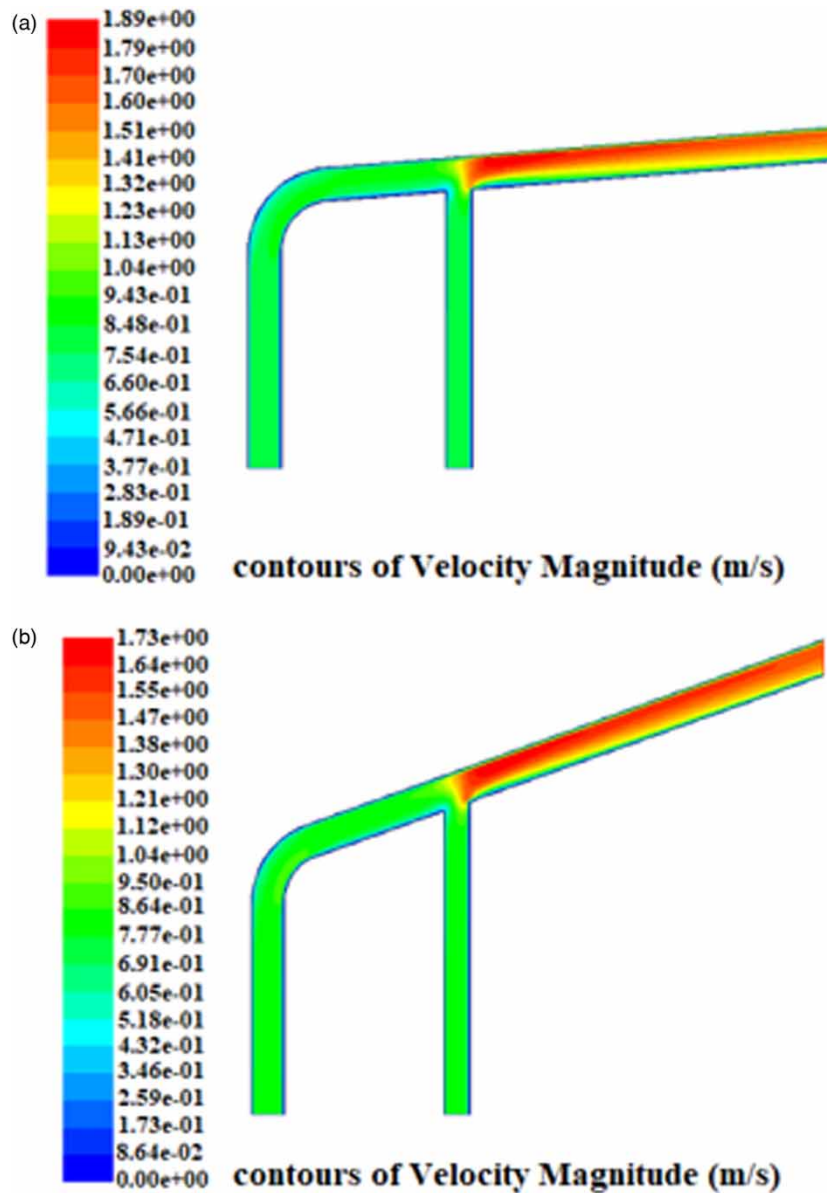 (a)
1.89e+00
1.79e+00
1.70e+00
1.60e+00
1.51e+00
1.41e+00
1.32e+00
1.23e+00
1.13e+00
1.04e+00
9.43e-01
8.48e-01
7.54e-01
6.60e-01
5.66e-01
4.71e-01
3.77e-01
2.83e-01
1.89e-01
9.43e-02
0.00e+00
contours of Velocity Magnitude (m/s)
(b)
1.73e+00
1.64e+00
1.55e+00
1.47e+00
1.38e+00
1.30e+00
1.21e+00
1.12e+00
1.04e+00
9.50e-01
8.64e-01
7.77e-01
6.91e-01
6.05e-01
5.18e-01
4.32e-01
3.46e-01
2.59e-01
1.73e-01
8.64e-02
0.00e+00
contours of Velocity Magnitude (m/s)